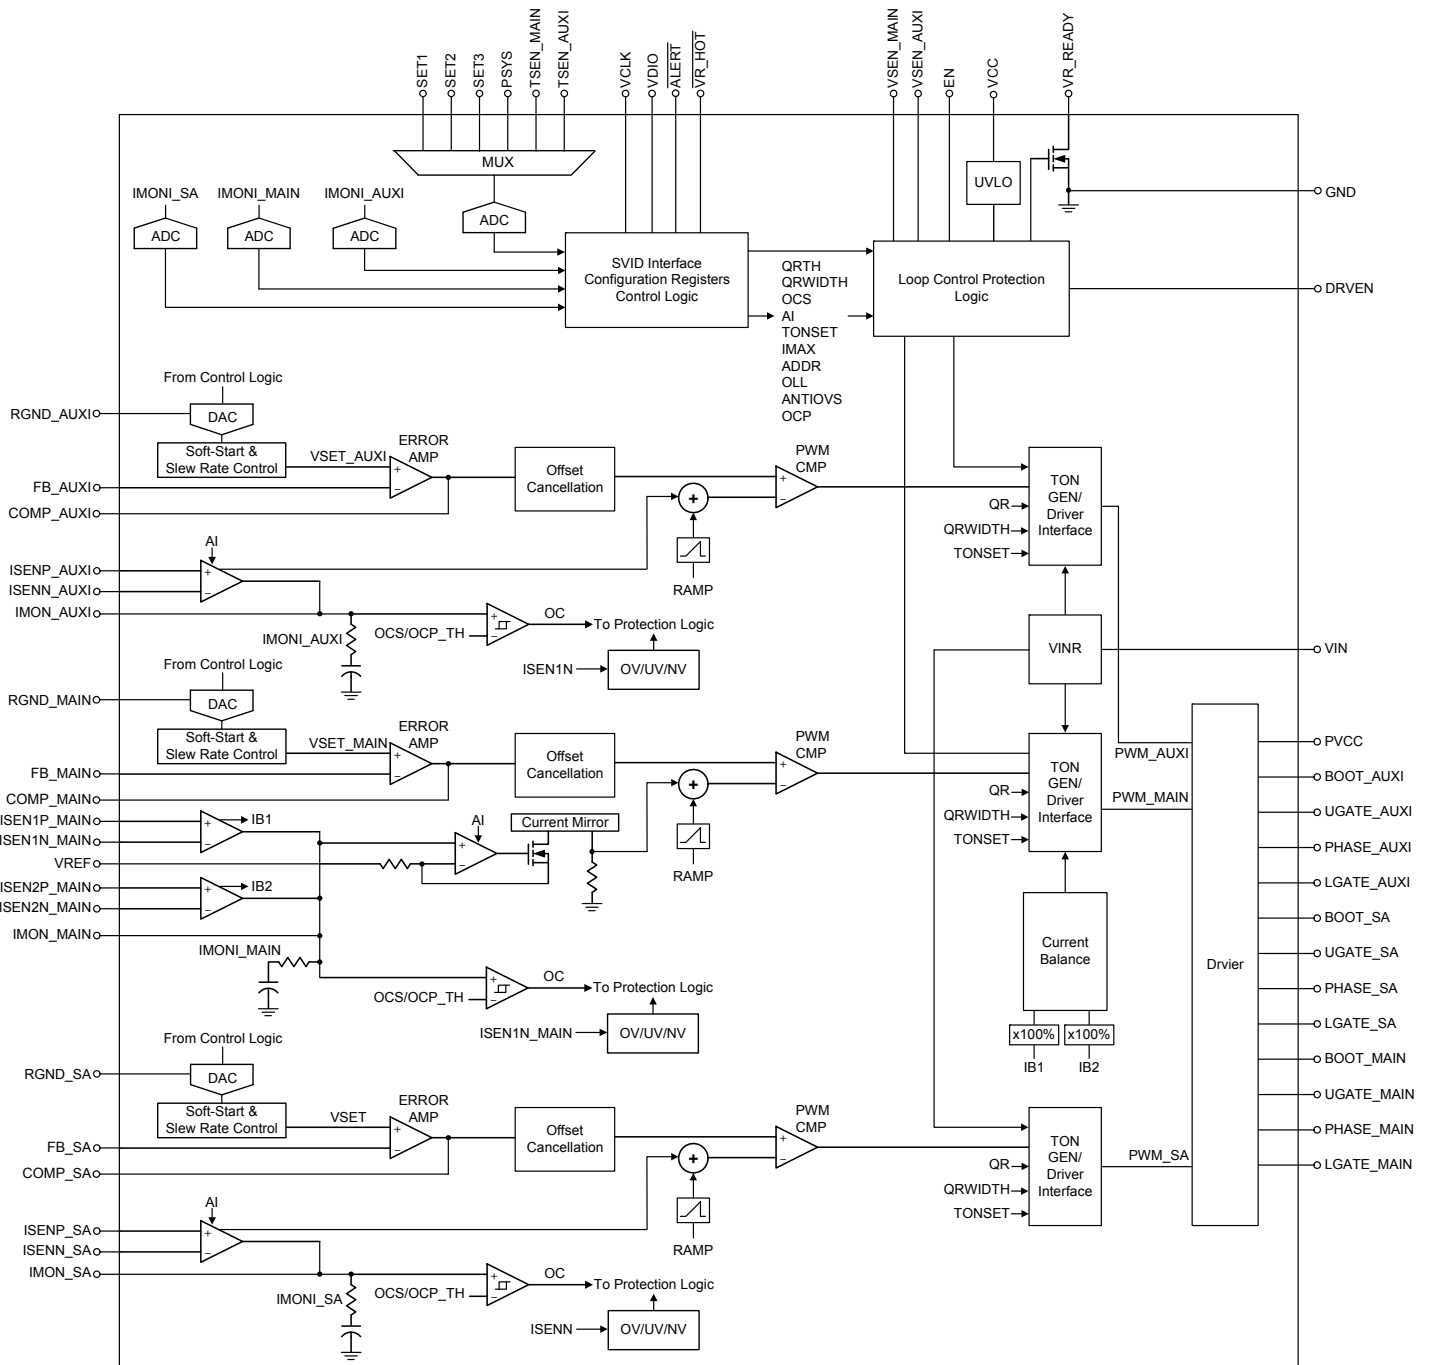 SET1
SET2
SET3
PSYS
TSEN_MAIN
TSEN_AUXI
VCLK
VDIO
ALERT
VR_HOT
VSEN_MAIN
VSEN_AUXI
EN
VCC
VR_READY
MUX
UVLO
GND
IMONI_SA
IMONI_MAIN
IMONI_AUXI
ADC
ADC
ADC
ADC
SVID Interface
Configuration Registers
Control Logic
QRTH
QRWIDTH
OCS
AI
TONSET
IMAX
ADDR
OLL
ANTIOVS
OCP
Loop Control Protection
Logic
DRVEN
From Control Logic
RGND_AUXI
DAC
Soft-Start &
Slew Rate Control
VSET_AUXI
ERROR
AMP
+
−
FB_AUXI
COMP_AUXI
Offset
Cancellation
PWM
CMP
+
−
+
RAMP
TON
GEN/
Driver
Interface
QR
QRWIDTH
TONSET
AI
ISENP_AUXI
ISENN_AUXI
+
−
IMON_AUXI
IMONI_AUXI
OCS/OCP_TH
+
−
OC
To Protection Logic
ISEN1N
OV/UV/NV
VINR
VIN
From Control Logic
RGND_MAIN
DAC
Soft-Start &
Slew Rate Control
VSET_MAIN
ERROR
AMP
+
−
FB_MAIN
COMP_MAIN
Offset
Cancellation
PWM
CMP
+
−
+
RAMP
TON
GEN/
Driver
Interface
QR
QRWIDTH
TONSET
PWM_AUXI
PWM_MAIN
ISEN1P_MAIN
ISEN1N_MAIN
+
−
IB1
VREF
AI
+
−
Current Mirror
ISEN2P_MAIN
ISEN2N_MAIN
+
−
IB2
IMON_MAIN
IMONI_MAIN
OCS/OCP_TH
+
−
OC
To Protection Logic
ISEN1N_MAIN
OV/UV/NV
Current
Balance
x100%
x100%
IB1
IB2
Drvier
PVCC
BOOT_AUXI
UGATE_AUXI
PHASE_AUXI
LGATE_AUXI
BOOT_SA
UGATE_SA
PHASE_SA
LGATE_SA
BOOT_MAIN
UGATE_MAIN
PHASE_MAIN
LGATE_MAIN
From Control Logic
RGND_SA
DAC
Soft-Start &
Slew Rate Control
VSET
ERROR
AMP
+
−
FB_SA
COMP_SA
Offset
Cancellation
PWM
CMP
+
−
+
RAMP
TON
GEN/
Driver
Interface
QR
QRWIDTH
TONSET
PWM_SA
AI
ISENP_SA
ISENN_SA
+
−
IMON_SA
IMONI_SA
OCS/OCP_TH
+
−
OC
To Protection Logic
ISENN
OV/UV/NV